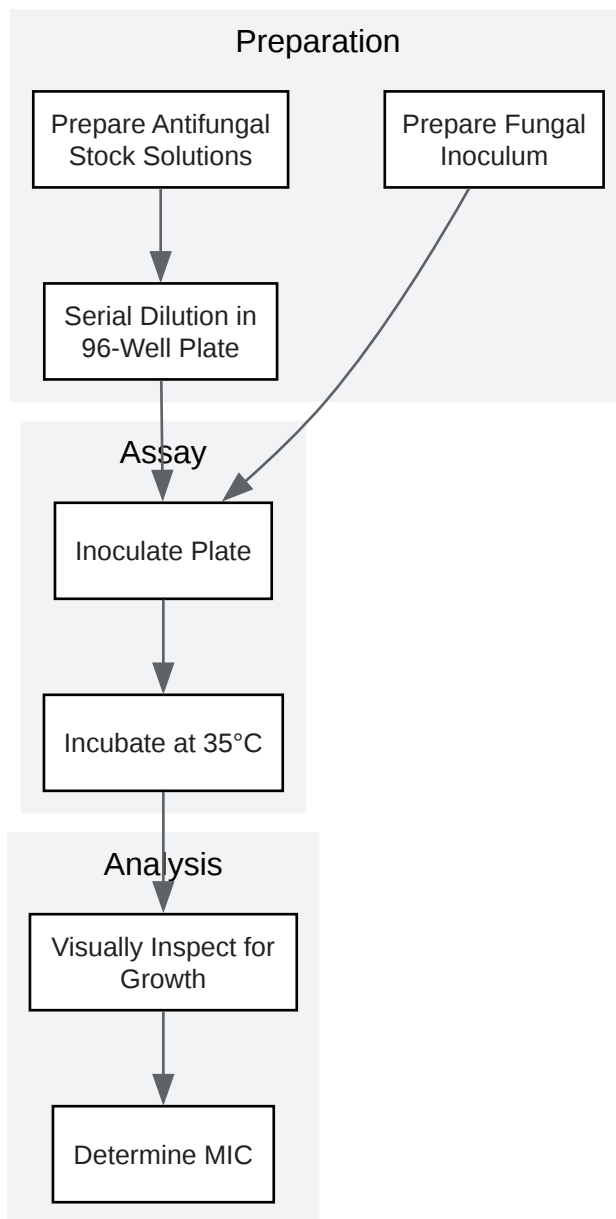 Preparation
Prepare Antifungal
Stock Solutions
Prepare Fungal
Inoculum
Serial Dilution in
96-Well Plate
Assay
Inoculate Plate
Incubate at 35°C
Analysis
Visually Inspect for
Growth
Determine MIC